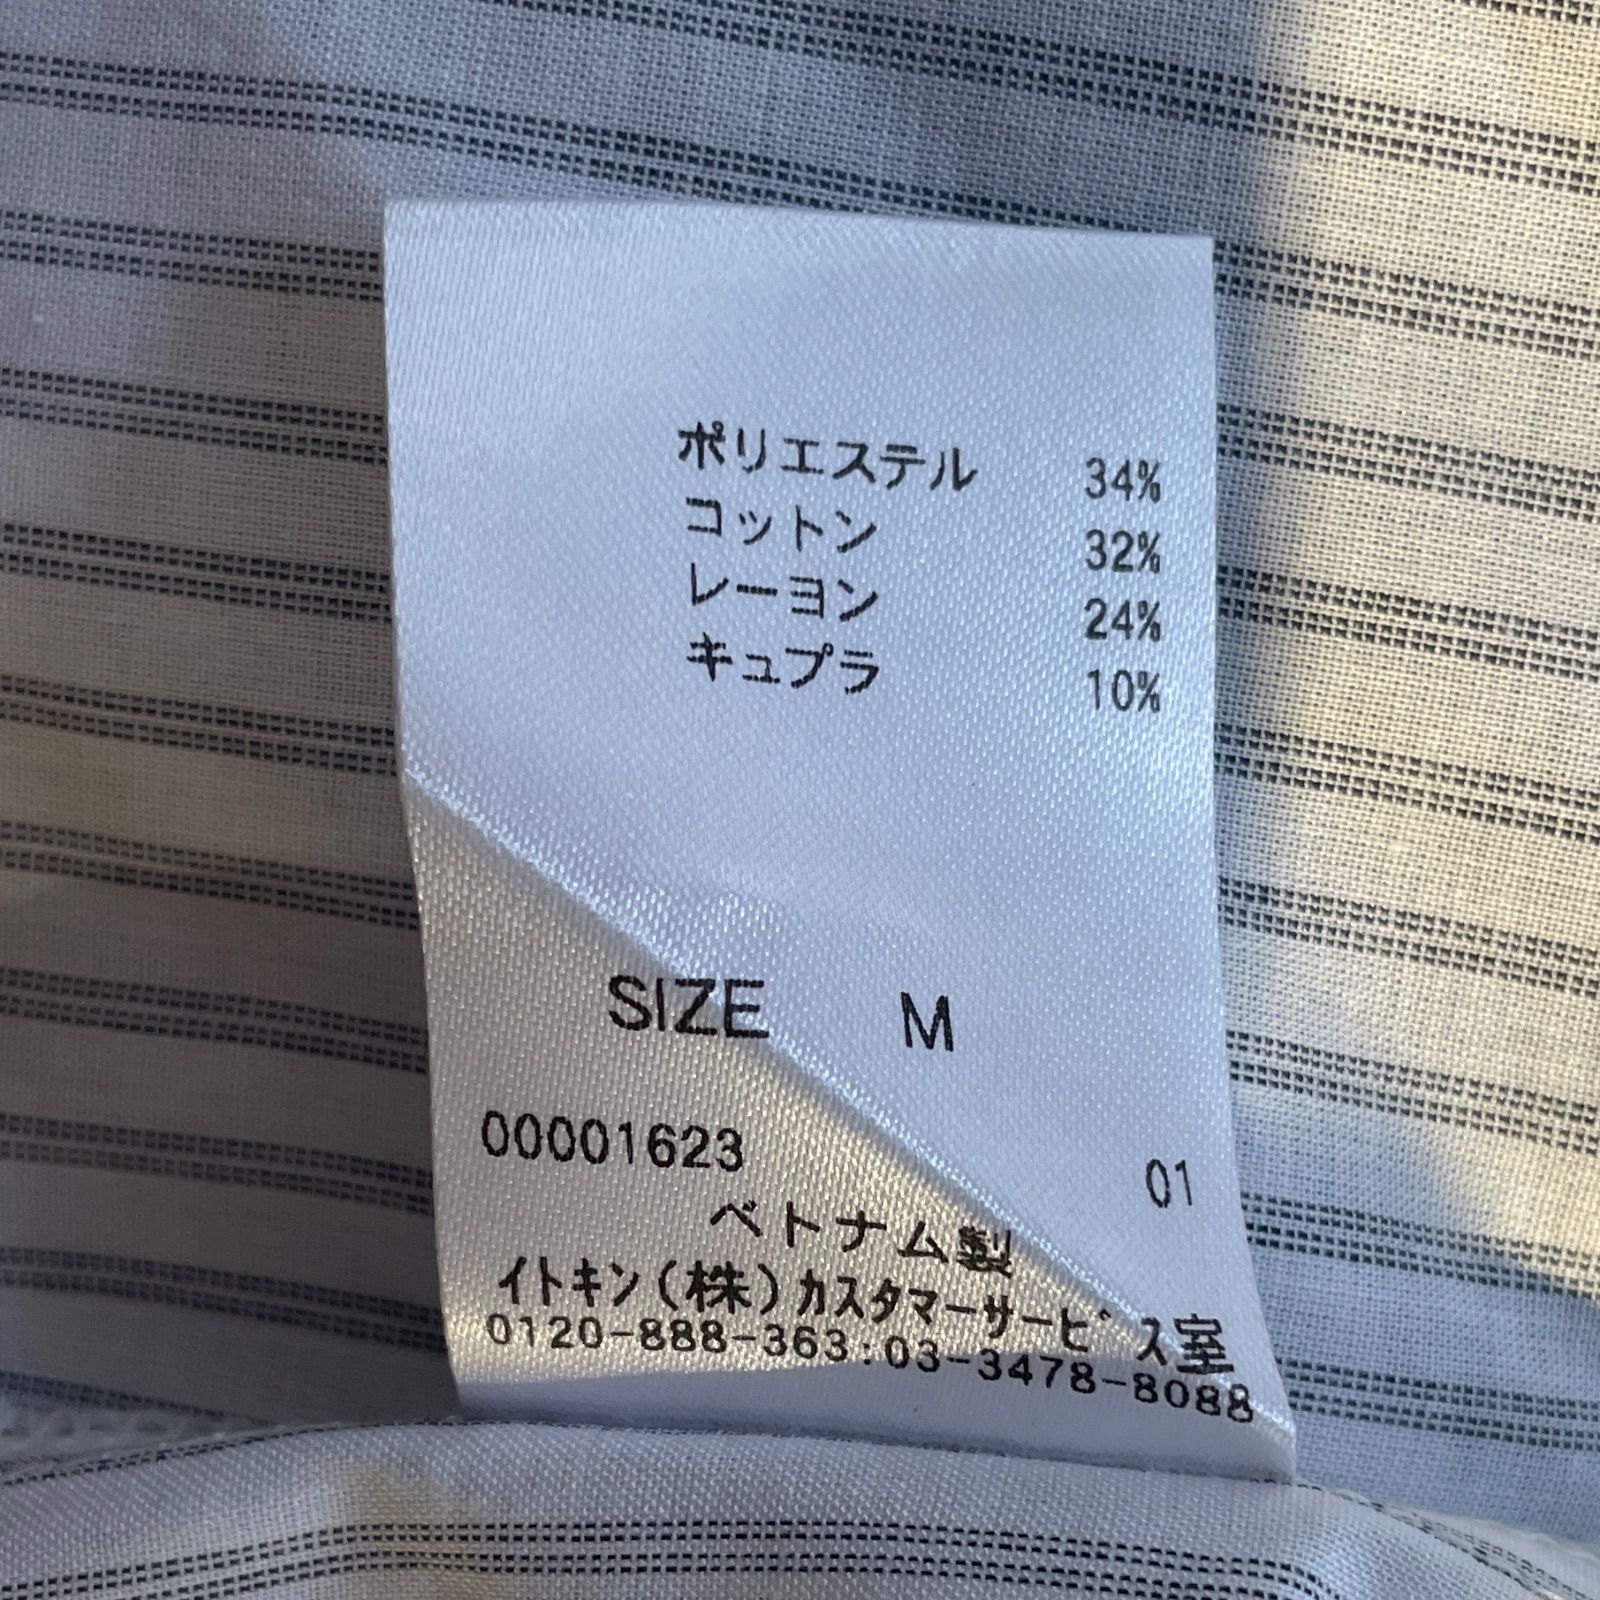 ポリエステル 34%
コットン 32%
レーヨン 24%
キュプラ 10%
SIZE M
00001623 01
ベトナム製
イトキン(株)カスタマーサービス室
0120-888-363:03-3478-8088